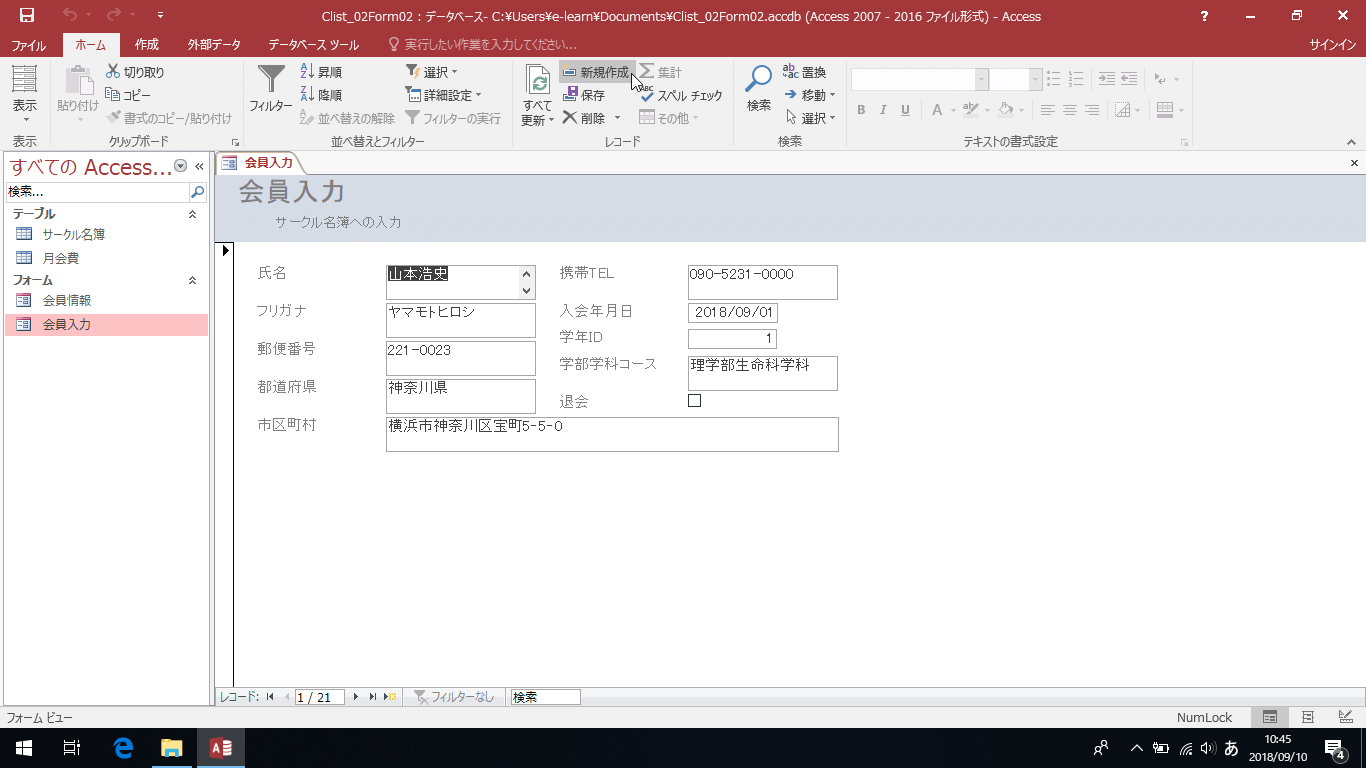 Clist_02Form02 : データベース- C:¥Users¥e-learn¥Documents¥Clist_02Form02.accdb (Access 2007 - 2016 ファイル形式) - Access
?
ファイル ホーム 作成 外部データ データベース ツール 実行したい作業を入力してください... サインイン
表示
貼り付け
切り取り
コピー
書式のコピー/貼り付け
フィルター
昇順
降順
並べ替えの解除
選択
詳細設定
フィルターの実行
すべて
更新
新規作成
保存
削除
集計
スペル チェック
その他
検索
置換
移動
選択
B I U A
表示 クリップボード 並べ替えとフィルター レコード 検索 テキストの書式設定
すべての Access...
検索...
テーブル
サークル名簿
月会費
フォーム
会員情報
会員入力
会員入力
会員入力
サークル名簿への入力
氏名 山本浩史 携帯TEL 090-5231-0000
フリガナ ヤマモトヒロシ 入会年月日 2018/09/01
郵便番号 221-0023 学年ID 1
都道府県 神奈川県 学部学科コース 理学部生命科学科
退会
市区町村 横浜市神奈川区宝町5-5-0
レコード: 1 / 21 フィルターなし 検索
フォーム ビュー NumLock
あ 10:45
2018/09/10 4